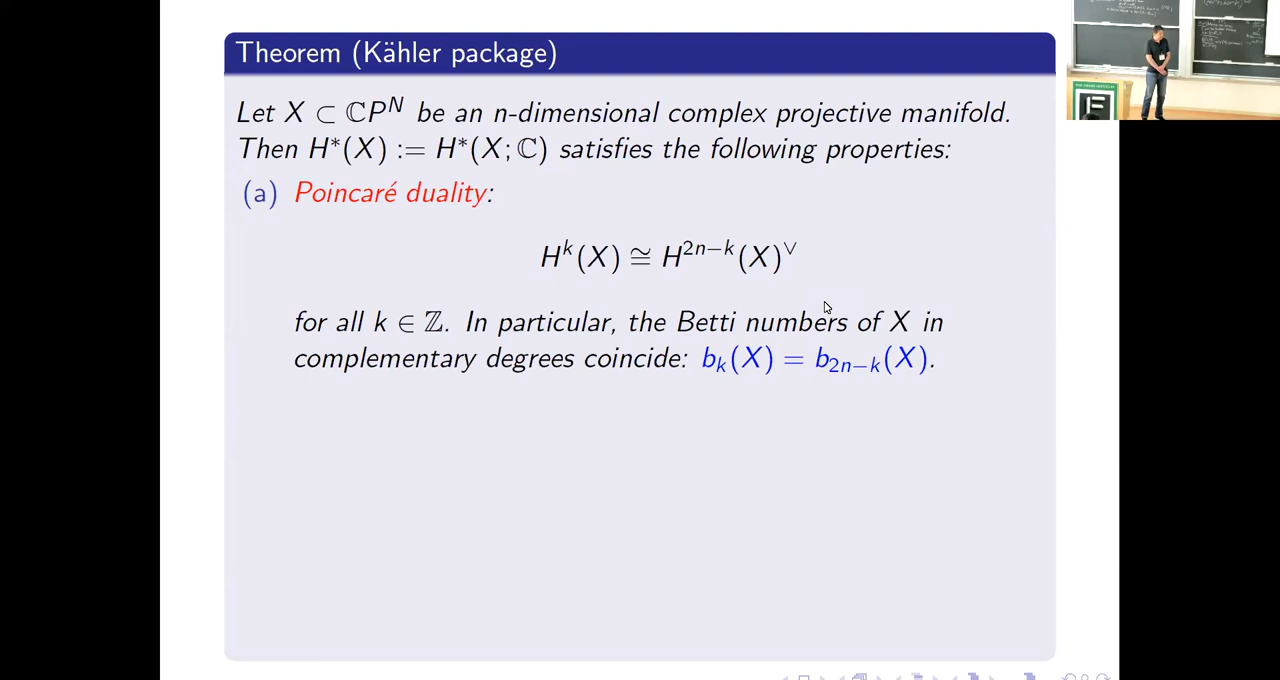 Theorem (Kähler package)
Let X ⊂ ℂP^N be an n-dimensional complex projective manifold.
Then H*(X) := H*(X; ℂ) satisfies the following properties:
(a) Poincaré duality:
H^k(X) ≅ H^{2n−k}(X)^∨
for all k ∈ ℤ. In particular, the Betti numbers of X in
complementary degrees coincide: b_k(X) = b_{2n−k}(X).